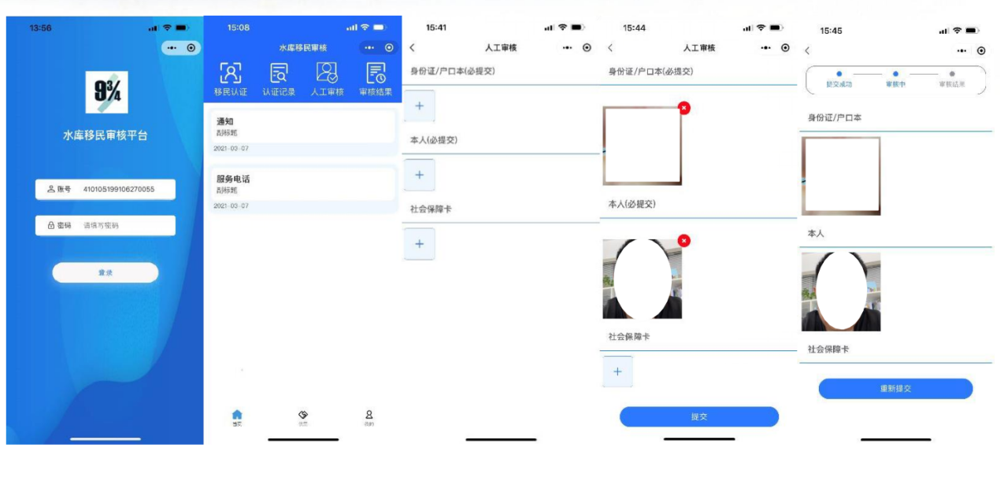 13:56
9¾
水库移民审核平台
账号 410105199106270055
密码 请填写密码
登录
15:08
水库移民审核
移民认证 认证记录 人工审核 审核结果
通知
副标题
2021-03-07
服务电话
副标题
2021-03-07
首页
我的
15:41
人工审核
身份证/户口本(必提交)
本人(必提交)
社会保障卡
15:44
人工审核
身份证/户口本(必提交)
本人(必提交)
社会保障卡
提交
15:45
提交成功 审核中 审核结果
身份证/户口本
本人
社会保障卡
重新提交